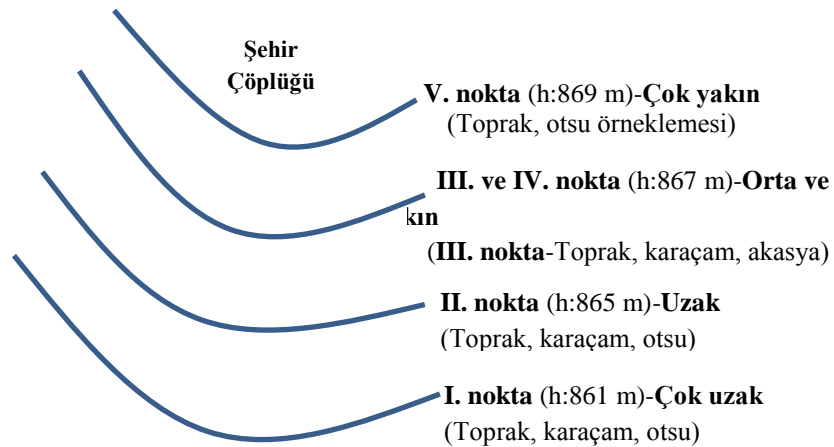 Şehir
Çöplüğü
V. nokta (h:869 m)-Çok yakın
(Toprak, otsu örneklemesi)
III. ve IV. nokta (h:867 m)-Orta ve
kın
(III. nokta-Toprak, karaçam, akasya)
II. nokta (h:865 m)-Uzak
(Toprak, karaçam, otsu)
I. nokta (h:861 m)-Çok uzak
(Toprak, karaçam, otsu)